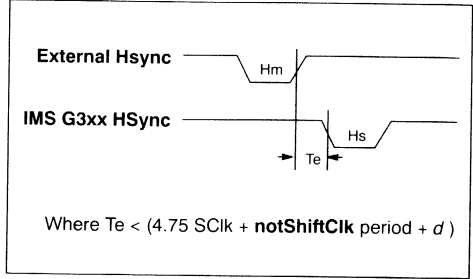 External Hsync
Hm
IMS G3xx HSync
Hs
Te
Where Te < (4.75 SClk + notShiftClk period + d )